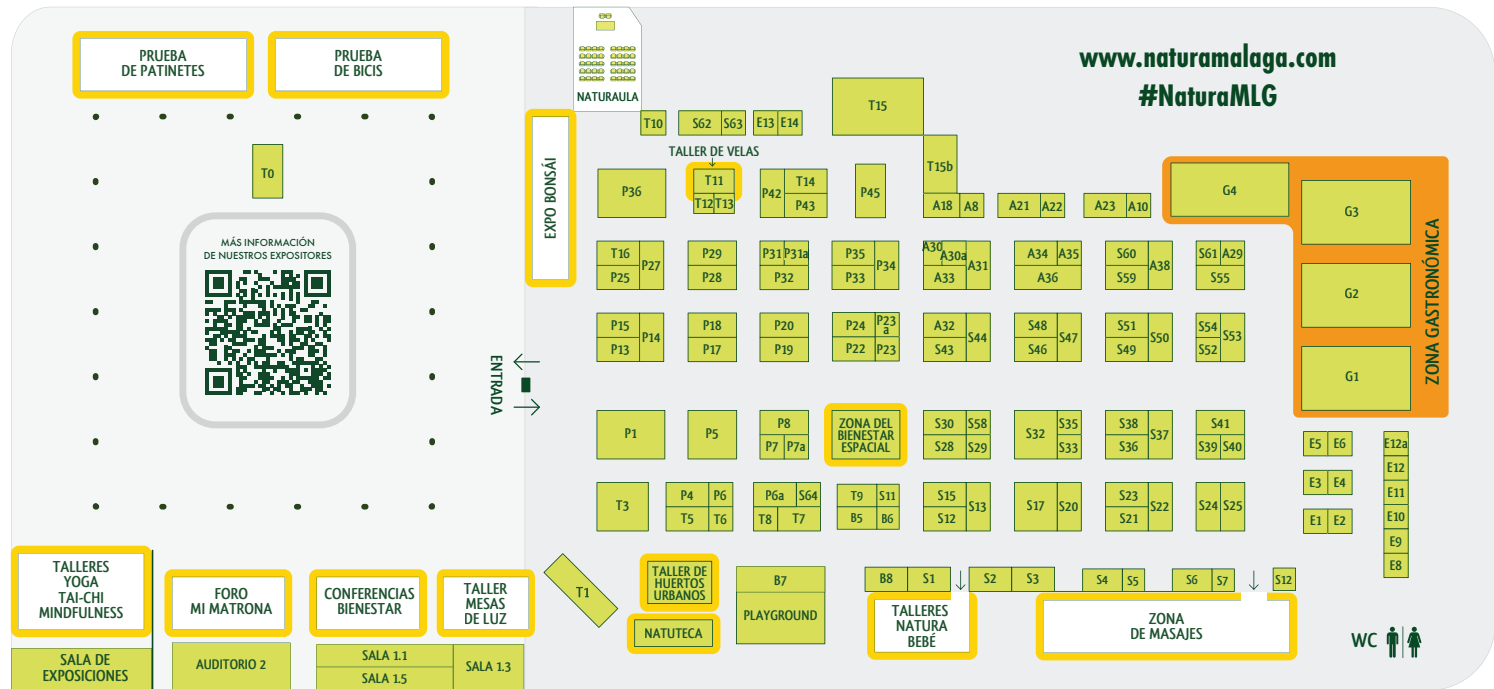 PRUEBA
DE PATINETES
PRUEBA
DE BICIS
NATURAULA
www.naturamalaga.com
#NaturaMLG
T15
T10
S62
S63
E13
E14
TALLER DE VELAS
T0
EXPO BONSÁI
P36
T11
T12
T13
P42
T14
P43
P45
T15b
A18
A8
A21
A22
A23
A10
G4
G3
G2
G1
ZONA GASTRONÓMICA
MÁS INFORMACIÓN
DE NUESTROS EXPOSITORES
T16
P25
P27
P29
P28
P31
P31a
P32
P35
P33
P34
A30
A30a
A33
A31
A34
A35
A36
S60
S59
A38
S61
A29
S55
P15
P13
P14
P18
P17
P20
P19
P24
P23
a
P22
P23
A32
S43
S44
S48
S46
S47
S51
S49
S50
S54
S52
S53
ENTRADA
P1
P5
P8
P7
P7a
ZONA DEL
BIENESTAR
ESPACIAL
S30
S58
S28
S29
S32
S35
S33
S38
S36
S37
S41
S39
S40
E5
E6
E3
E4
E1
E2
E12a
E12
E11
E10
E9
E8
T3
P4
P6
T5
T6
P6a
S64
T8
T7
T9
S11
B5
B6
S15
S12
S13
S17
S20
S23
S21
S22
S24
S25
TALLERES
YOGA
TAI-CHI
MINDFULNESS
FORO
MI MATRONA
CONFERENCIAS
BIENESTAR
TALLER
MESAS
DE LUZ
T1
TALLER DE
HUERTOS
URBANOS
NATUTECA
B7
PLAYGROUND
B8
S1
S2
S3
S4
S5
S6
S7
S12
TALLERES
NATURA
BEBÉ
ZONA
DE MASAJES
WC
SALA DE
EXPOSICIONES
AUDITORIO 2
SALA 1.1
SALA 1.5
SALA 1.3